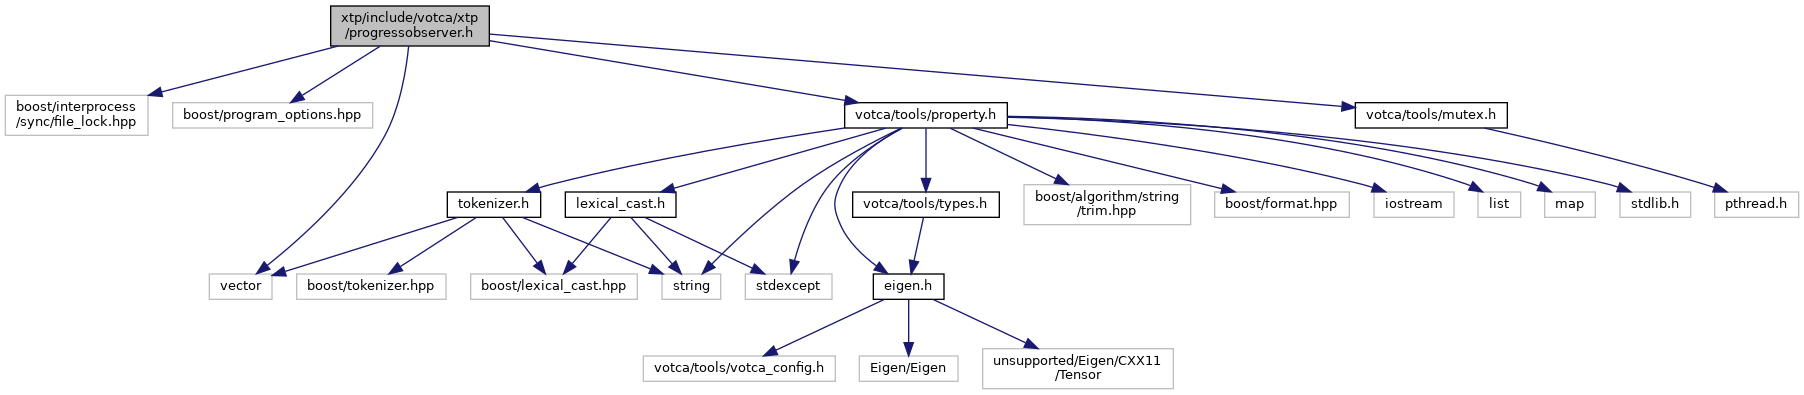 xtp/include/votca/xtp
/progressobserver.h
boost/interprocess
/sync/file_lock.hpp
boost/program_options.hpp
votca/tools/property.h
votca/tools/mutex.h
tokenizer.h
lexical_cast.h
votca/tools/types.h
boost/algorithm/string
/trim.hpp
boost/format.hpp
iostream
list
map
stdlib.h
pthread.h
vector
boost/tokenizer.hpp
boost/lexical_cast.hpp
string
stdexcept
eigen.h
votca/tools/votca_config.h
Eigen/Eigen
unsupported/Eigen/CXX11
/Tensor